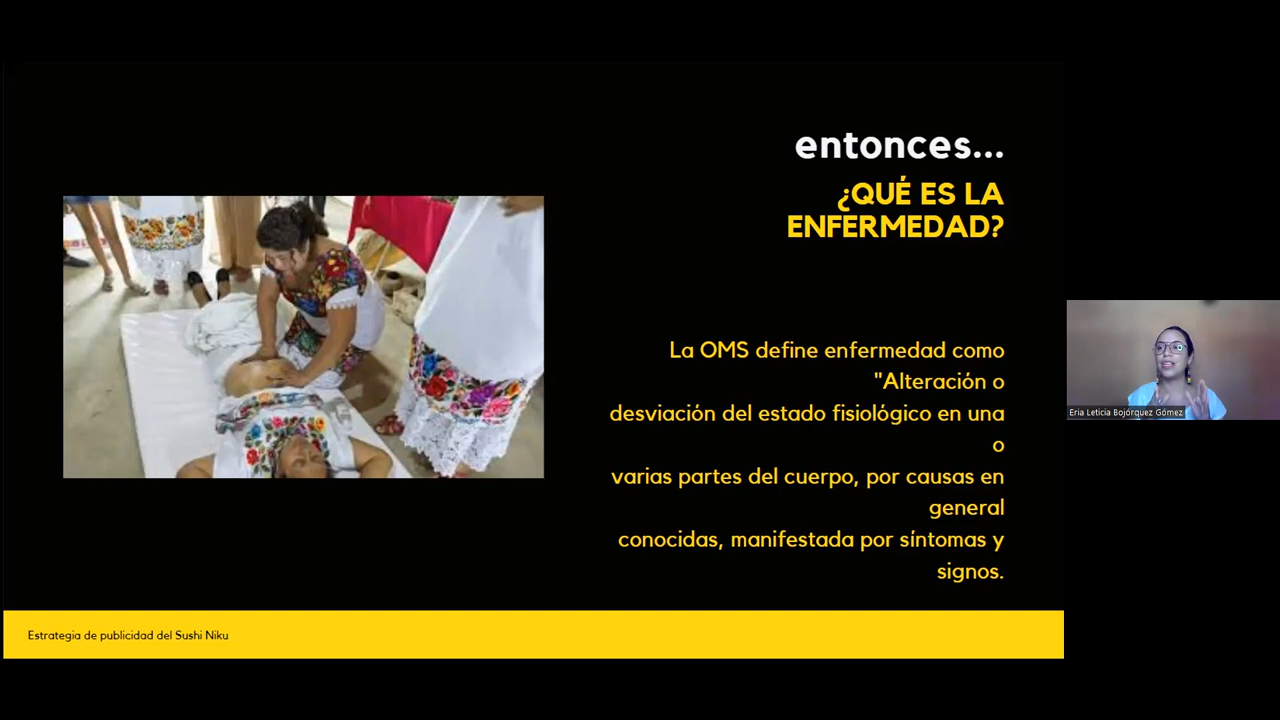 entonces...
¿QUÉ ES LA
ENFERMEDAD?
La OMS define enfermedad como
"Alteración o
desviación del estado fisiológico en una
o
varias partes del cuerpo, por causas en
general
conocidas, manifestada por síntomas y
signos.
Eria Leticia Bojórquez Gómez
Estrategia de publicidad del Sushi Niku